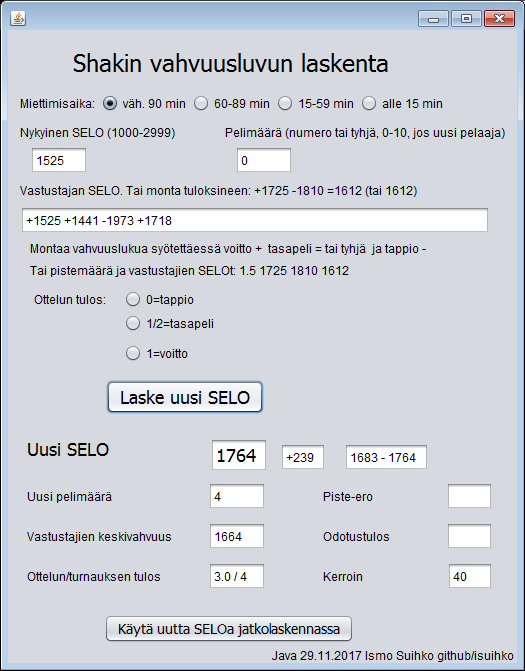 Shakin vahvuusluvun laskenta
Miettimisaika: väh. 90 min 60-89 min 15-59 min alle 15 min
Nykyinen SELO (1000-2999) Pelimäärä (numero tai tyhjä, 0-10, jos uusi pelaaja)
1525 0
Vastustajan SELO. Tai monta tuloksineen: +1725 -1810 =1612 (tai 1612)
+1525 +1441 -1973 +1718
Montaa vahvuuslukua syötettäessä voitto + tasapeli = tai tyhjä ja tappio -
Tai pistemäärä ja vastustajien SELOt: 1.5 1725 1810 1612
Ottelun tulos: 0=tappio
1/2=tasapeli
1=voitto
Laske uusi SELO
Uusi SELO 1764 +239 1683 - 1764
Uusi pelimäärä 4 Piste-ero
Vastustajien keskivahvuus 1664 Odotustulos
Ottelun/turnauksen tulos 3.0 / 4 Kerroin 40
Käytä uutta SELOa jatkolaskennassa
Java 29.11.2017 Ismo Suihko github/isuihko